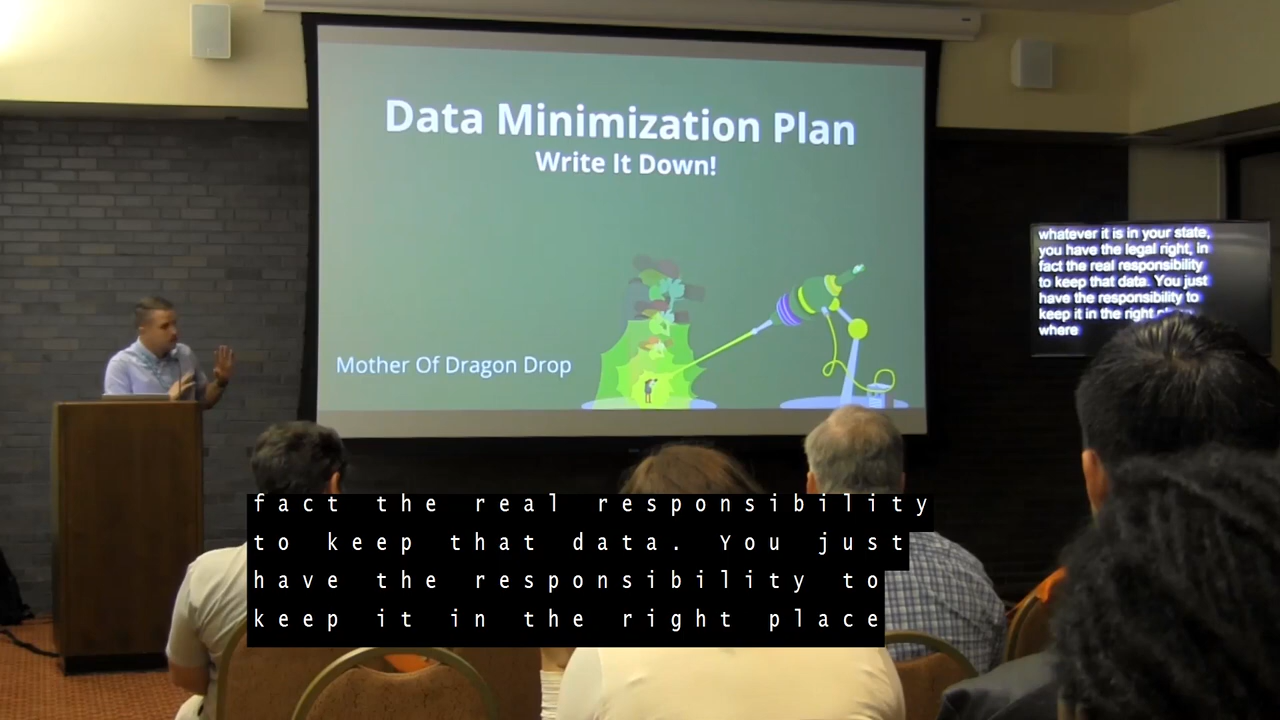 Data Minimization Plan
Write It Down!
Mother Of Dragon Drop
whatever it is in your state,
you have the legal right, in
fact the real responsibility
to keep that data. You just
have the responsibility to
keep it in the right
where
fact the real responsibility
to keep that data. You just
have the responsibility to
keep it in the right place